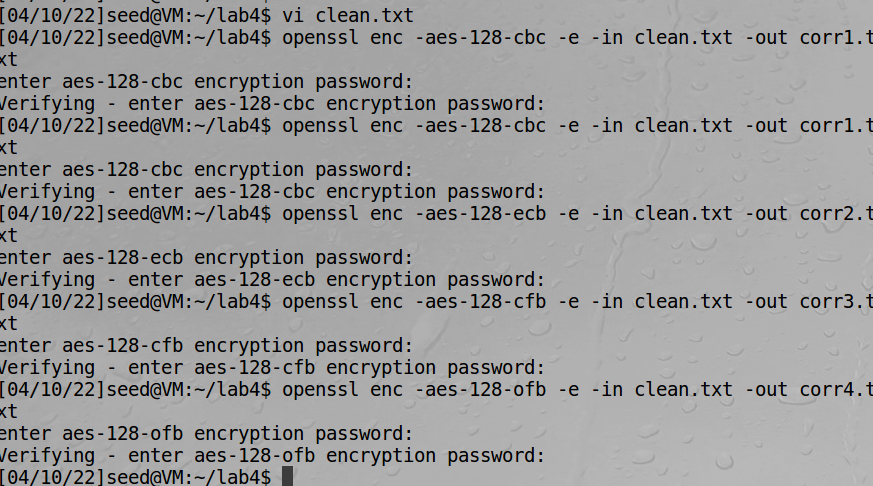 [04/10/22]seed@VM:~/lab4$ vi clean.txt
[04/10/22]seed@VM:~/lab4$ openssl enc -aes-128-cbc -e -in clean.txt -out corr1.t
xt
enter aes-128-cbc encryption password:
Verifying - enter aes-128-cbc encryption password:
[04/10/22]seed@VM:~/lab4$ openssl enc -aes-128-cbc -e -in clean.txt -out corr1.t
xt
enter aes-128-cbc encryption password:
Verifying - enter aes-128-cbc encryption password:
[04/10/22]seed@VM:~/lab4$ openssl enc -aes-128-ecb -e -in clean.txt -out corr2.t
xt
enter aes-128-ecb encryption password:
Verifying - enter aes-128-ecb encryption password:
[04/10/22]seed@VM:~/lab4$ openssl enc -aes-128-cfb -e -in clean.txt -out corr3.t
xt
enter aes-128-cfb encryption password:
Verifying - enter aes-128-cfb encryption password:
[04/10/22]seed@VM:~/lab4$ openssl enc -aes-128-ofb -e -in clean.txt -out corr4.t
xt
enter aes-128-ofb encryption password:
Verifying - enter aes-128-ofb encryption password:
[04/10/22]seed@VM:~/lab4$